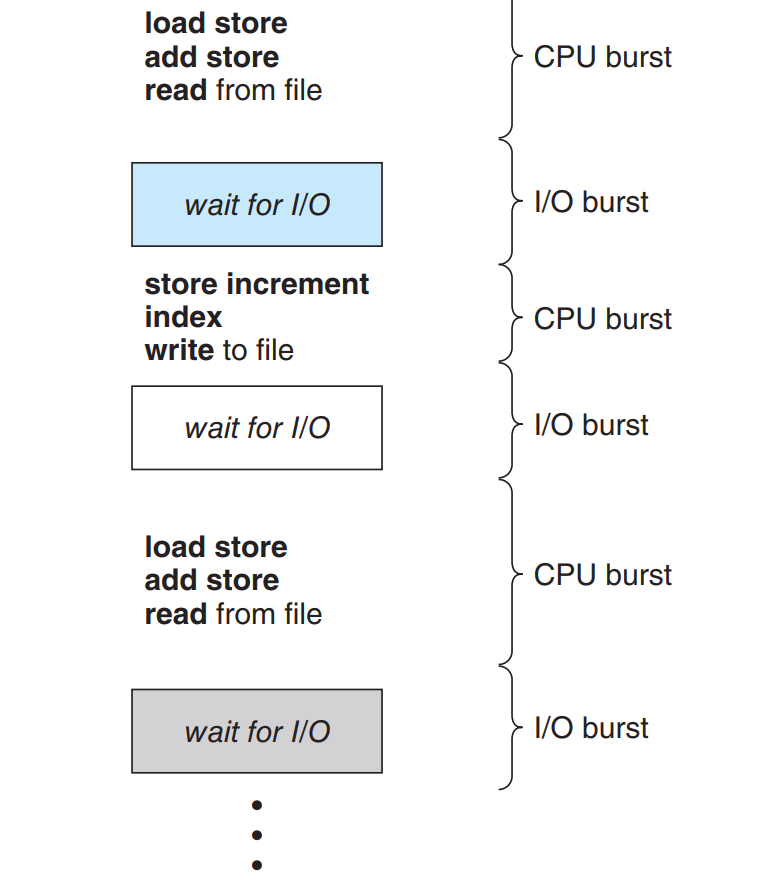 load store
add store
read from file
CPU burst
wait for I/O
I/O burst
store increment
index
write to file
CPU burst
wait for I/O
I/O burst
load store
add store
read from file
CPU burst
wait for I/O
I/O burst